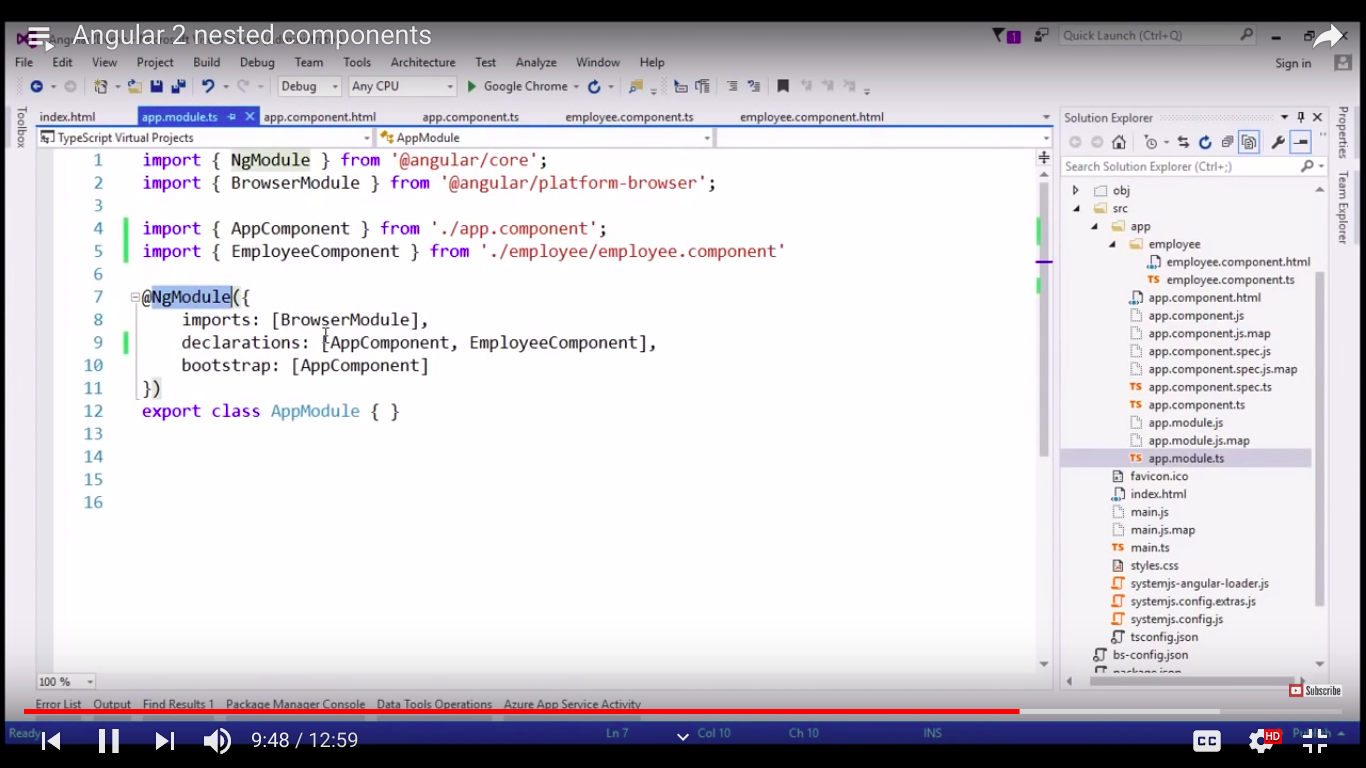 Angular 2 nested components
Quick Launch (Ctrl+Q)
File Edit View Project Build Debug Team Tools Architecture Test Analyze Window Help
Sign in
Debug Any CPU Google Chrome
index.html app.module.ts app.component.html app.component.ts employee.component.ts employee.component.html
TypeScript Virtual Projects AppModule
Toolbox
1 import { NgModule } from '@angular/core';
2 import { BrowserModule } from '@angular/platform-browser';
3
4 import { AppComponent } from './app.component';
5 import { EmployeeComponent } from './employee/employee.component'
6
7 @NgModule({
8 imports: [BrowserModule],
9 declarations: [AppComponent, EmployeeComponent],
10 bootstrap: [AppComponent]
11 })
12 export class AppModule { }
13
14
15
16
100 %
Solution Explorer
Search Solution Explorer (Ctrl+;)
obj
src
app
employee
employee.component.html
TS employee.component.ts
app.component.html
app.component.js
app.component.js.map
app.component.spec.js
app.component.spec.js.map
TS app.component.spec.ts
TS app.component.ts
app.module.js
app.module.js.map
TS app.module.ts
favicon.ico
index.html
main.js
main.js.map
TS main.ts
styles.css
systemjs-angular-loader.js
systemjs.config.extras.js
systemjs.config.js
tsconfig.json
bs-config.json
package.json
Properties
Team Explorer
Subscribe
Error List Output Find Results 1 Package Manager Console Data Tools Operations Azure App Service Activity
Ready Ln 7 Col 10 Ch 10 INS Publish
9:48 / 12:59
CC HD